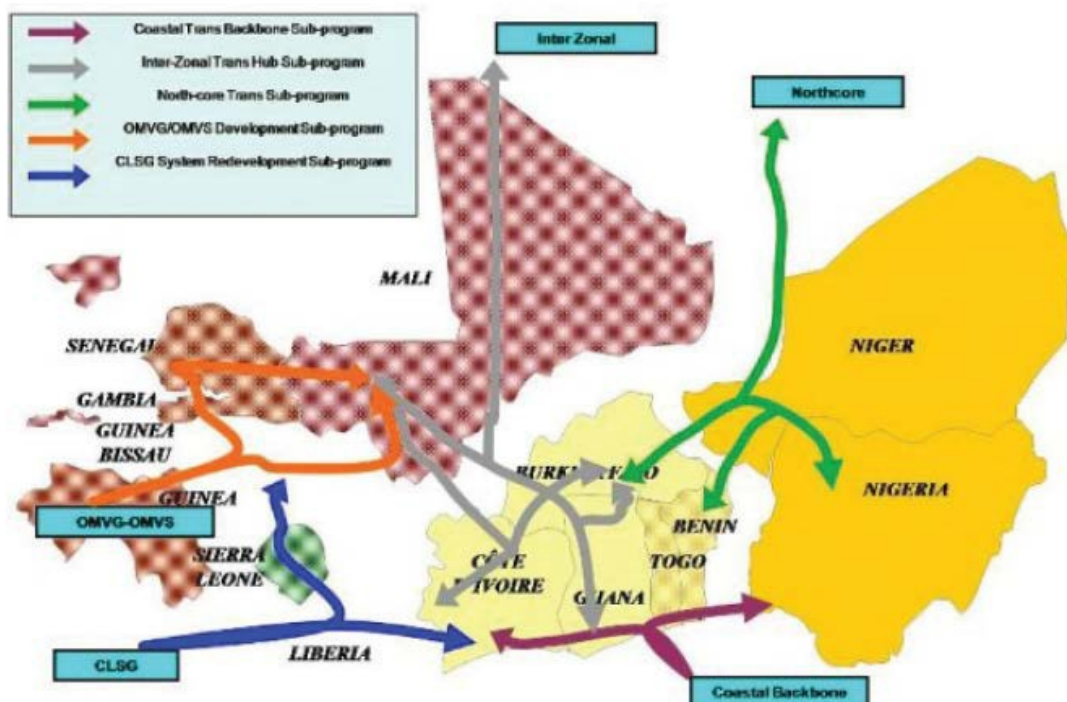 Coastal Trans Backbone Sub-program
Inter-Zonal Trans Hub Sub-program
North-core Trans Sub-program
OMVG/OMVS Development Sub-program
CLSG System Redevelopment Sub-program
Inter Zonal
Northcore
MALI
SENEGAL
NIGER
GAMBIA
GUINEA
BISSAU
NIGERIA
GUINEA
OMVG-OMVS
BENIN
SIERRA
LEONE
CÔTE
TOGO
GHANA
LIBERIA
CLSG
Coastal Backbone